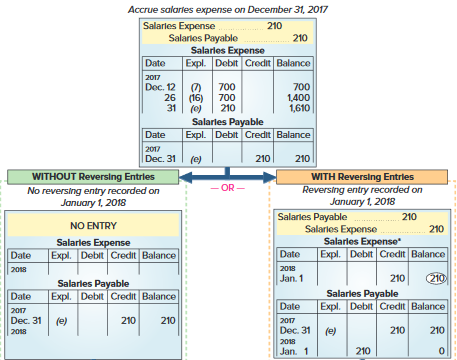 Accrue salaries expense on December 31, 2017
Salaries Expense .................... 210
Salaries Payable .................... 210
Salaries Expense
Date Expl. Debit Credit Balance
2017
Dec. 12 (7) 700 700
26 (16) 700 1,400
31 (e) 210 1,610
Salaries Payable
Date Expl. Debit Credit Balance
2017
Dec. 31 (e) 210 210
WITHOUT Reversing Entries
— OR —
WITH Reversing Entries
No reversing entry recorded on
January 1, 2018
NO ENTRY
Salaries Expense
Date Expl. Debit Credit Balance
2018
Salaries Payable
Date Expl. Debit Credit Balance
2017
Dec. 31 (e) 210 210
2018
Reversing entry recorded on
January 1, 2018
Salaries Payable .................... 210
Salaries Expense .................... 210
Salaries Expense*
Date Expl. Debit Credit Balance
2018
Jan. 1 210 210
Salaries Payable
Date Expl. Debit Credit Balance
2017
Dec. 31 (e) 210 210
2018
Jan. 1 210 0